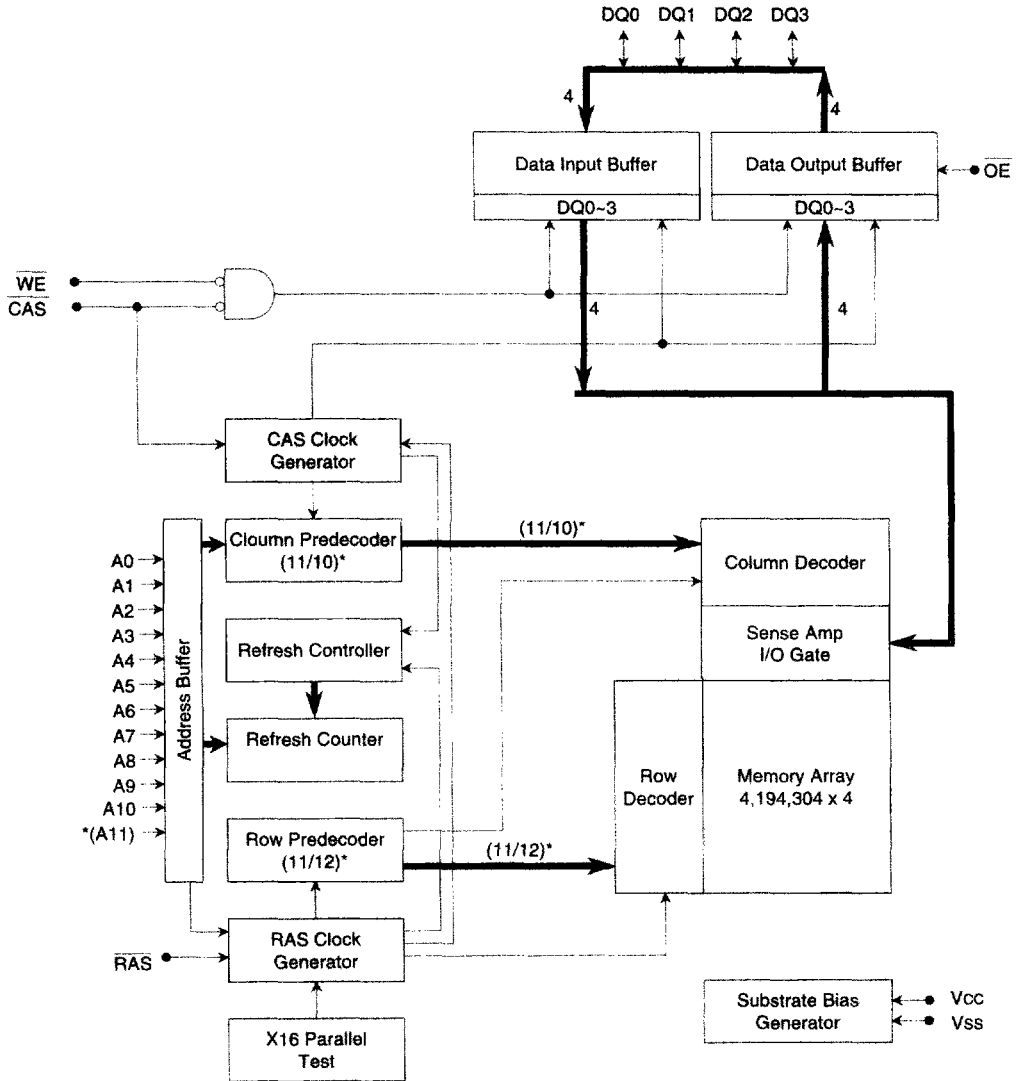 DQ0 DQ1 DQ2 DQ3
4
4
Data Input Buffer
DQ0~3
Data Output Buffer
DQ0~3
OE
WE
CAS
4
4
CAS Clock
Generator
Cloumn Predecoder
(11/10)*
(11/10)*
Column Decoder
Sense Amp
I/O Gate
Refresh Controller
Refresh Counter
Address Buffer
A0
A1
A2
A3
A4
A5
A6
A7
A8
A9
A10
*(A11)
Row Predecoder
(11/12)*
(11/12)*
Row
Decoder
Memory Array
4,194,304 x 4
RAS
RAS Clock
Generator
X16 Parallel
Test
Substrate Bias
Generator
Vcc
Vss